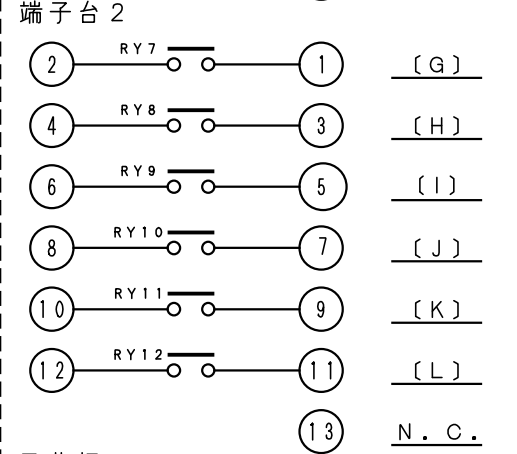 端子台2
2 RY7 1 (G)
4 RY8 3 (H)
6 RY9 5 (I)
8 RY10 7 (J)
10 RY11 9 (K)
12 RY12 11 (L)
13 N.C.